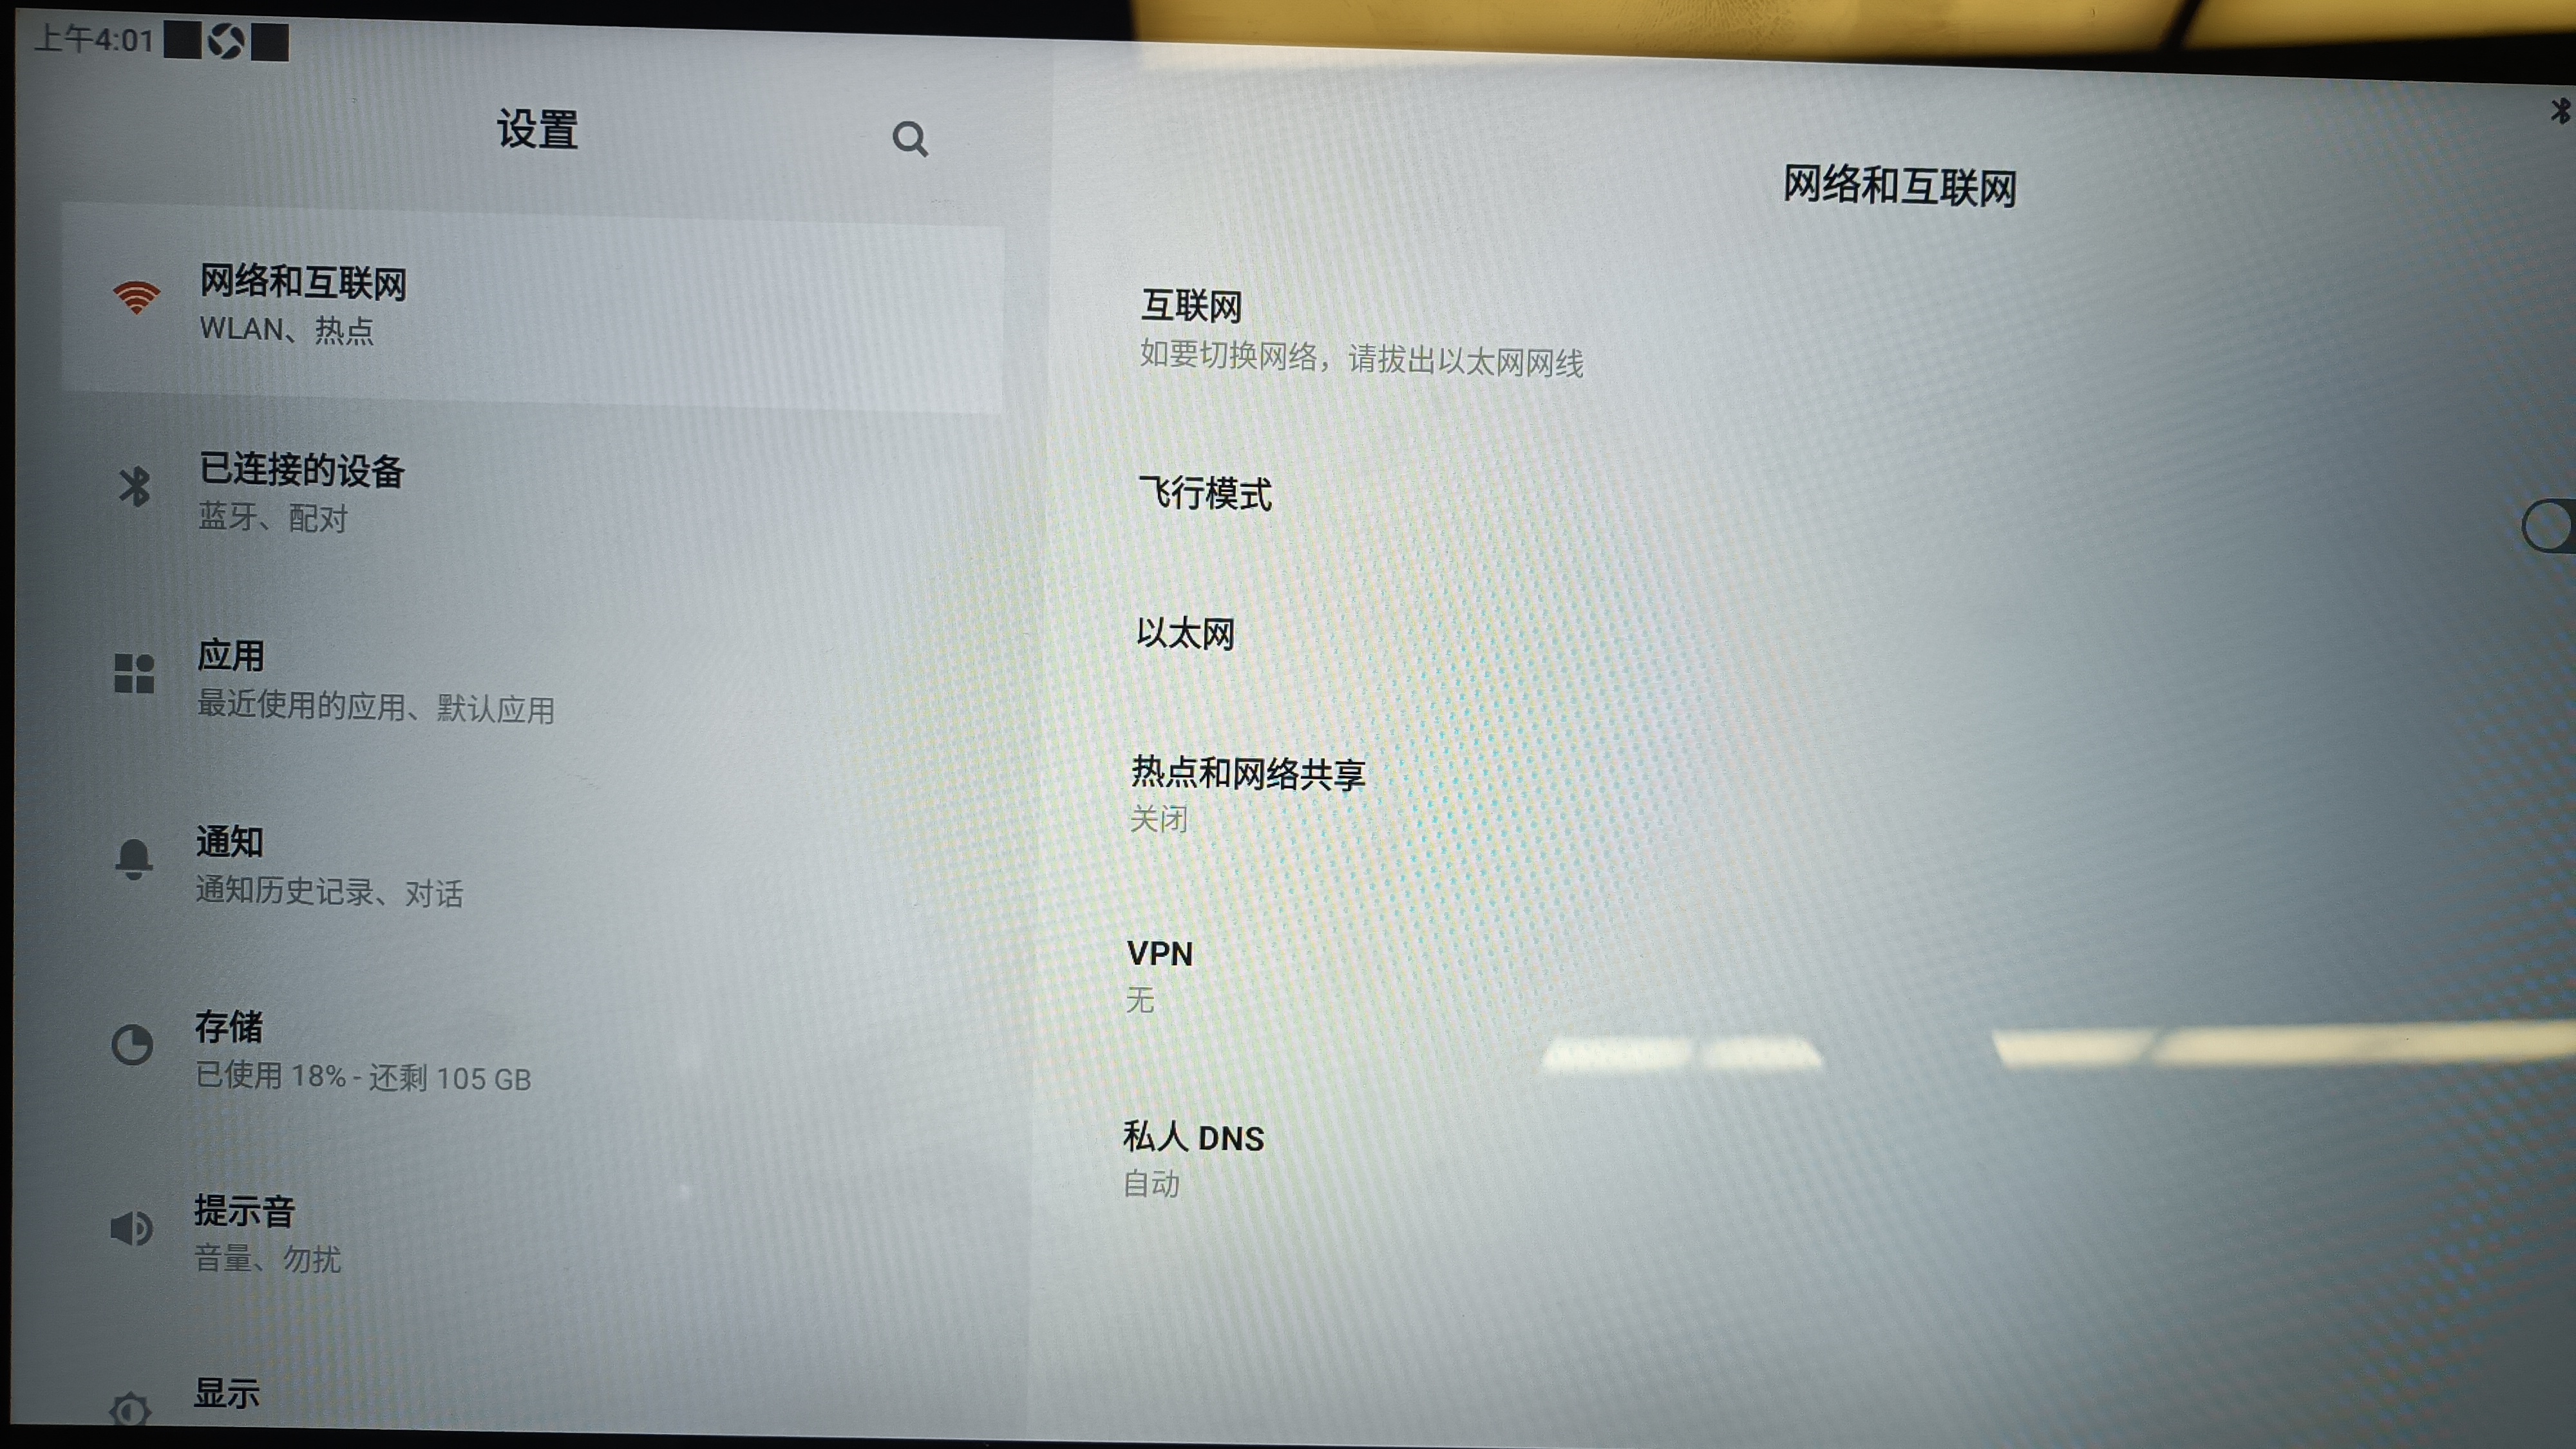 上午4:01
设置
网络和互联网
WLAN、热点
已连接的设备
蓝牙、配对
应用
最近使用的应用、默认应用
通知
通知历史记录、对话
存储
已使用 18% - 还剩 105 GB
提示音
音量、勿扰
显示
网络和互联网
互联网
如要切换网络，请拔出以太网网线
飞行模式
以太网
热点和网络共享
关闭
VPN
无
私人 DNS
自动